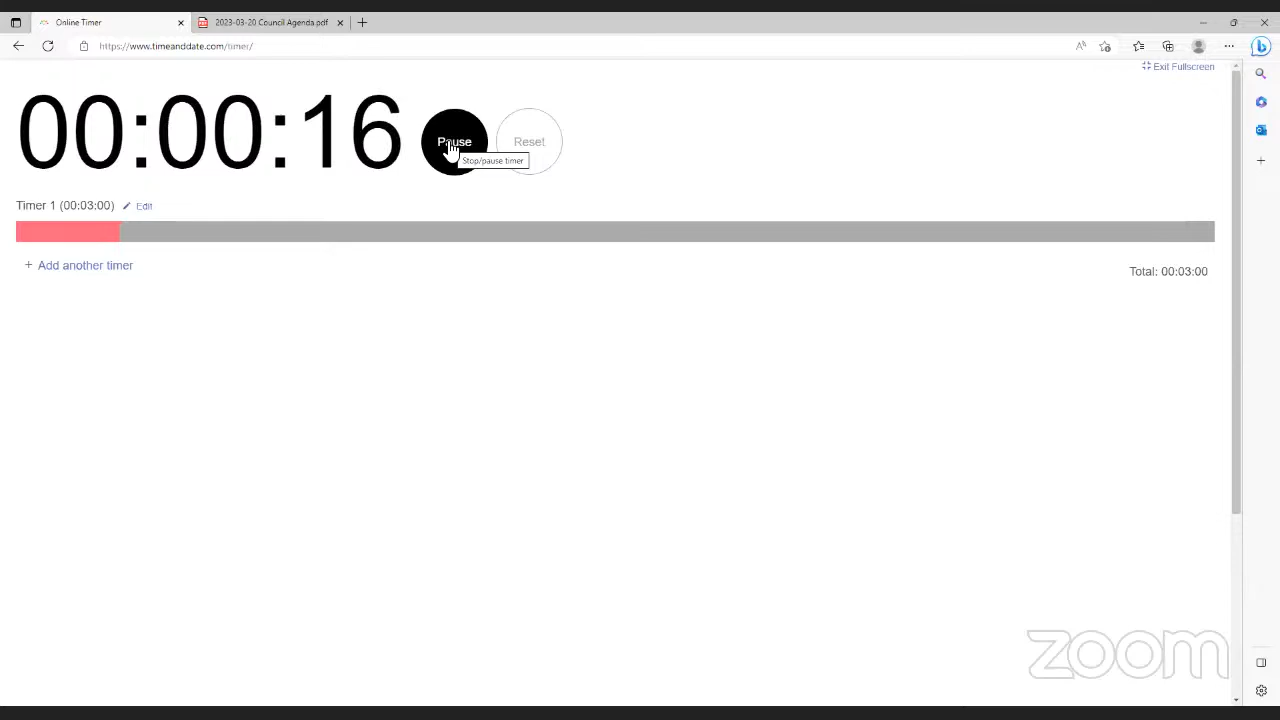 Online Timer
2023-03-20 Council Agenda.pdf
https://www.timeanddate.com/timer/
Exit Fullscreen
00:00:16
Pause
Reset
Stop/pause timer
Timer 1 (00:03:00)
Edit
+ Add another timer
Total: 00:03:00
zoom